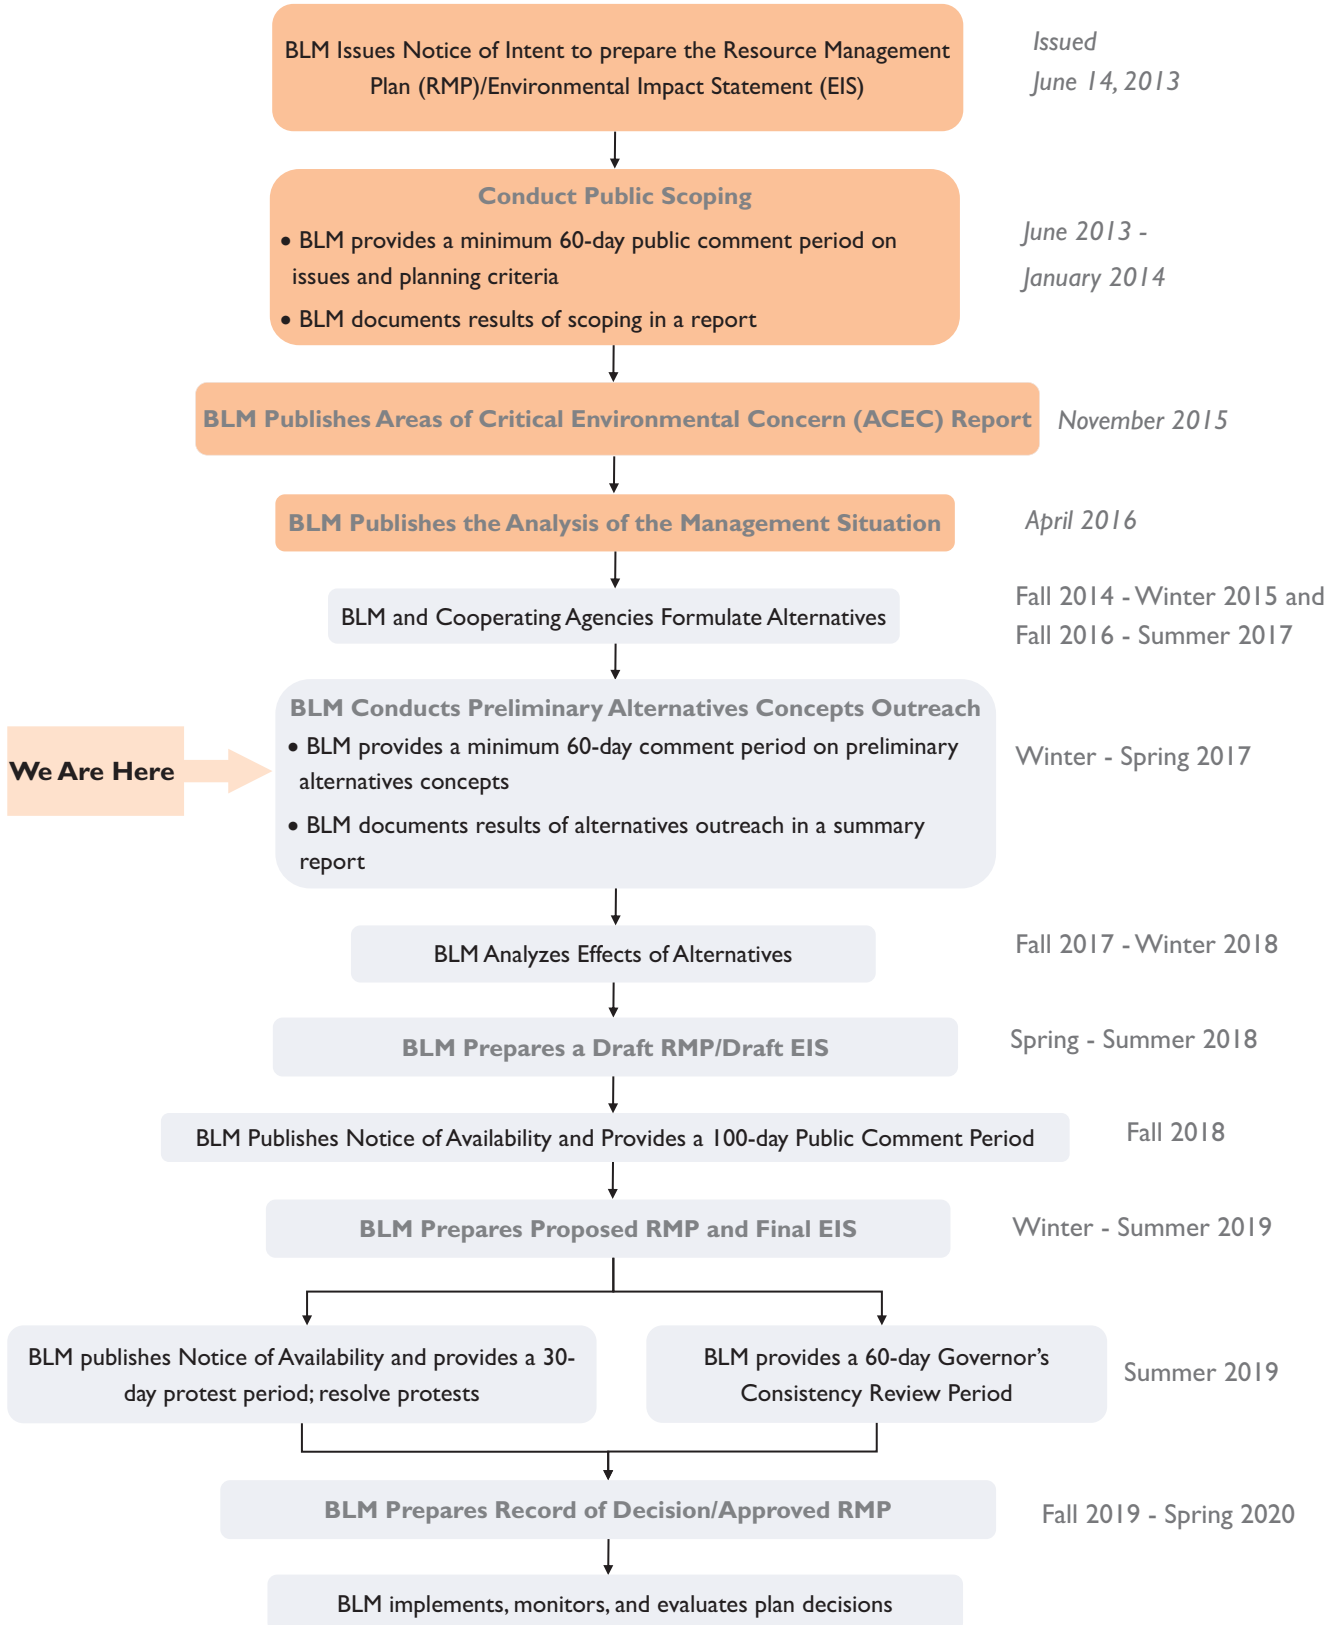 BLM Issues Notice of Intent to prepare the Resource Management
Plan (RMP)/Environmental Impact Statement (EIS)
Issued
June 14, 2013
Conduct Public Scoping
• BLM provides a minimum 60-day public comment period on
issues and planning criteria
• BLM documents results of scoping in a report
June 2013 -
January 2014
BLM Publishes Areas of Critical Environmental Concern (ACEC) Report
November 2015
BLM Publishes the Analysis of the Management Situation
April 2016
BLM and Cooperating Agencies Formulate Alternatives
Fall 2014 - Winter 2015 and
Fall 2016 - Summer 2017
We Are Here
BLM Conducts Preliminary Alternatives Concepts Outreach
• BLM provides a minimum 60-day comment period on preliminary
alternatives concepts
• BLM documents results of alternatives outreach in a summary
report
Winter - Spring 2017
BLM Analyzes Effects of Alternatives
Fall 2017 - Winter 2018
BLM Prepares a Draft RMP/Draft EIS
Spring - Summer 2018
BLM Publishes Notice of Availability and Provides a 100-day Public Comment Period
Fall 2018
BLM Prepares Proposed RMP and Final EIS
Winter - Summer 2019
BLM publishes Notice of Availability and provides a 30-
day protest period; resolve protests
BLM provides a 60-day Governor’s
Consistency Review Period
Summer 2019
BLM Prepares Record of Decision/Approved RMP
Fall 2019 - Spring 2020
BLM implements, monitors, and evaluates plan decisions